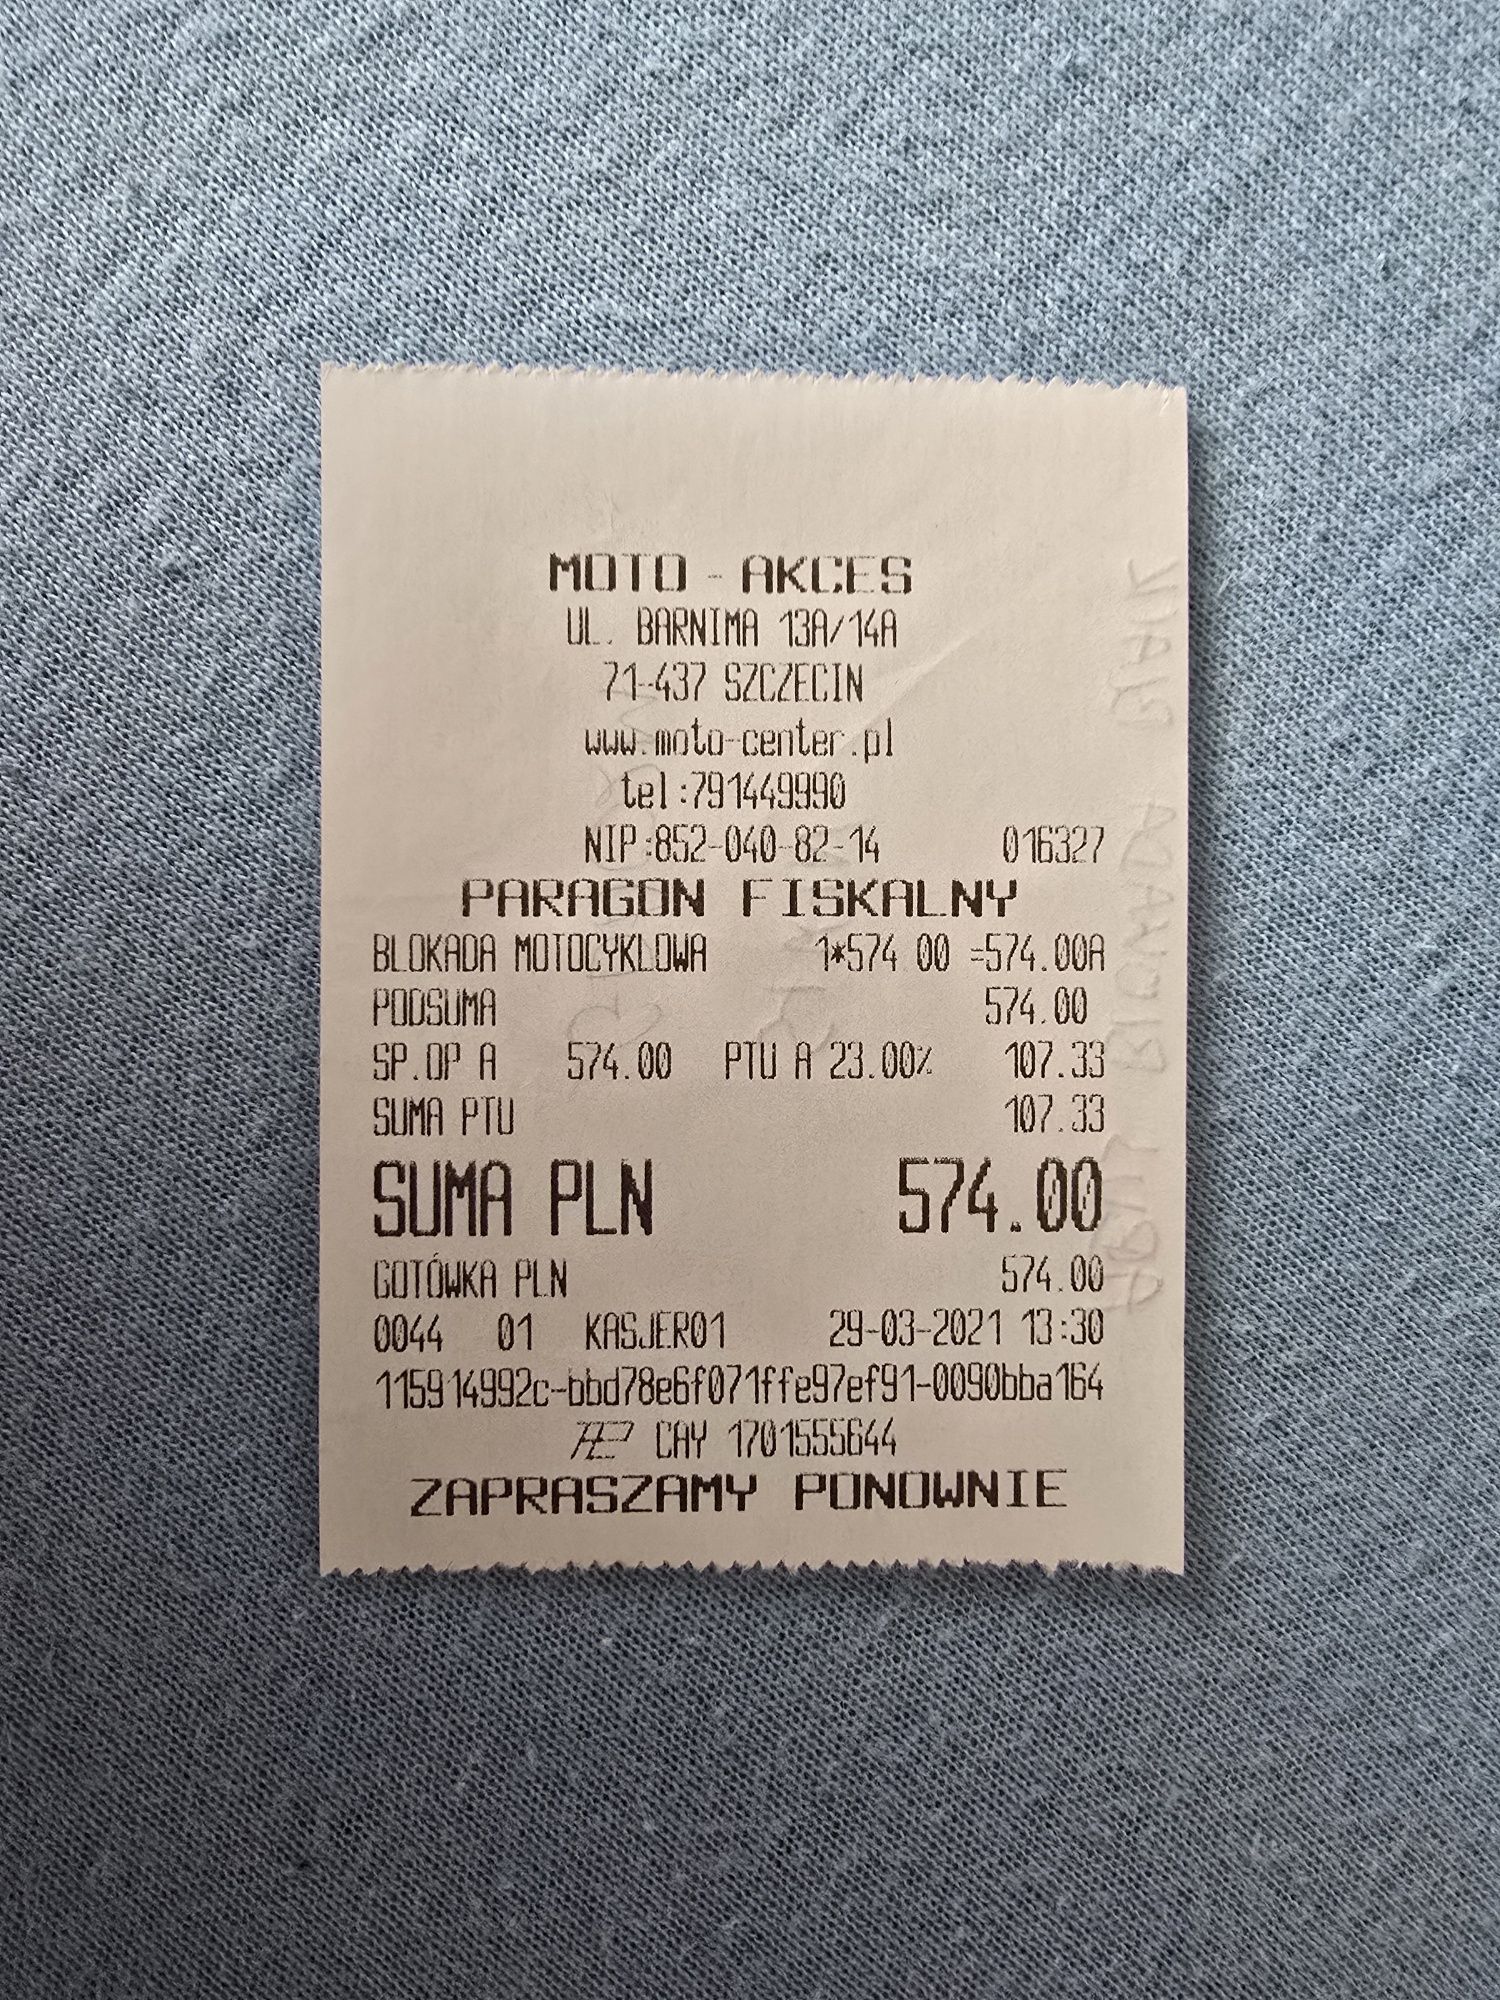 MOTO - AKCES
UL. BARNIMA 13A/14A
71-437 SZCZECIN
www.moto-center.pl
tel:791449990
NIP:852-040-82-14 016327
PARAGON FISKALNY
BLOKADA MOTOCYKLOWA 1*574.00 =574.00A
PODSUMA 574.00
SP.OP A 574.00 PTU A 23.00% 107.33
SUMA PTU 107.33
SUMA PLN 574.00
GOTÓWKA PLN 574.00
0044 01 KASJER01 29-03-2021 13:30
115914992c-bbd78e6f071ffe97ef91-0090bba164
CAY 1701555644
ZAPRASZAMY PONOWNIE